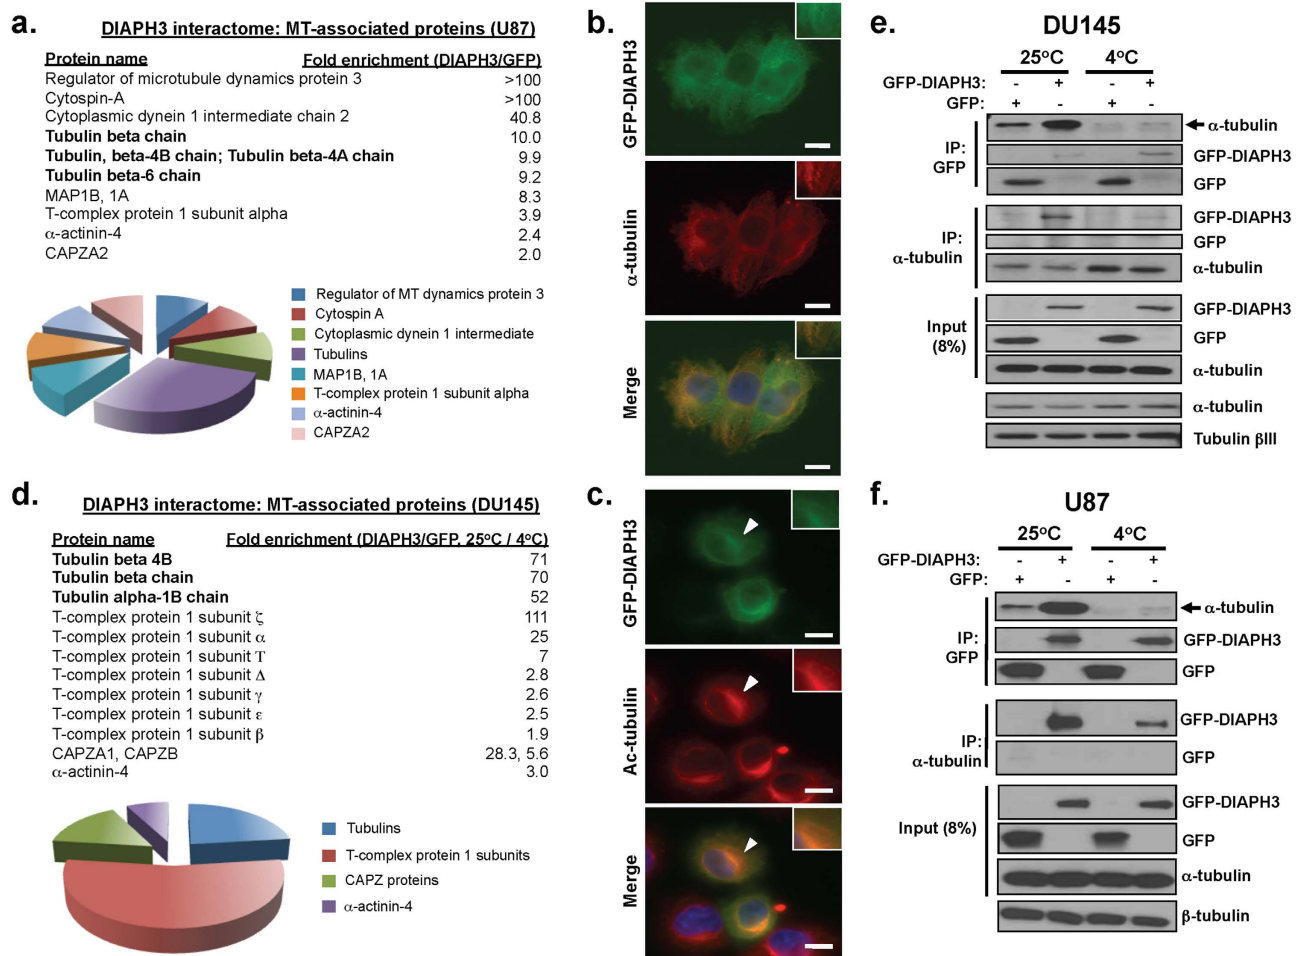 a.
DIAPH3 interactome: MT-associated proteins (U87)
Protein name Fold enrichment (DIAPH3/GFP)
Regulator of microtubule dynamics protein 3 >100
Cytospin-A >100
Cytoplasmic dynein 1 intermediate chain 2 40.8
Tubulin beta chain 10.0
Tubulin, beta-4B chain; Tubulin beta-4A chain 9.9
Tubulin beta-6 chain 9.2
MAP1B, 1A 8.3
T-complex protein 1 subunit alpha 3.9
α-actinin-4 2.4
CAPZA2 2.0
Regulator of MT dynamics protein 3
Cytospin A
Cytoplasmic dynein 1 intermediate
Tubulins
MAP1B, 1A
T-complex protein 1 subunit alpha
α-actinin-4
CAPZA2
b.
GFP-DIAPH3
α-tubulin
Merge
c.
GFP-DIAPH3
Ac-tubulin
Merge
d.
DIAPH3 interactome: MT-associated proteins (DU145)
Protein name Fold enrichment (DIAPH3/GFP, 25°C / 4°C)
Tubulin beta 4B 71
Tubulin beta chain 70
Tubulin alpha-1B chain 52
T-complex protein 1 subunit ζ 111
T-complex protein 1 subunit α 25
T-complex protein 1 subunit Τ 7
T-complex protein 1 subunit Δ 2.8
T-complex protein 1 subunit γ 2.6
T-complex protein 1 subunit ε 2.5
T-complex protein 1 subunit β 1.9
CAPZA1, CAPZB 28.3, 5.6
α-actinin-4 3.0
Tubulins
T-complex protein 1 subunits
CAPZ proteins
α-actinin-4
e.
DU145
25°C 4°C
GFP-DIAPH3: - + - +
GFP: + - + -
IP: GFP
α-tubulin
GFP-DIAPH3
GFP
IP: α-tubulin
GFP-DIAPH3
GFP
α-tubulin
Input (8%)
GFP-DIAPH3
GFP
α-tubulin
α-tubulin
Tubulin βIII
f.
U87
25°C 4°C
GFP-DIAPH3: - + - +
GFP: + - + -
IP: GFP
α-tubulin
GFP-DIAPH3
GFP
IP: α-tubulin
GFP-DIAPH3
GFP
Input (8%)
GFP-DIAPH3
GFP
α-tubulin
β-tubulin